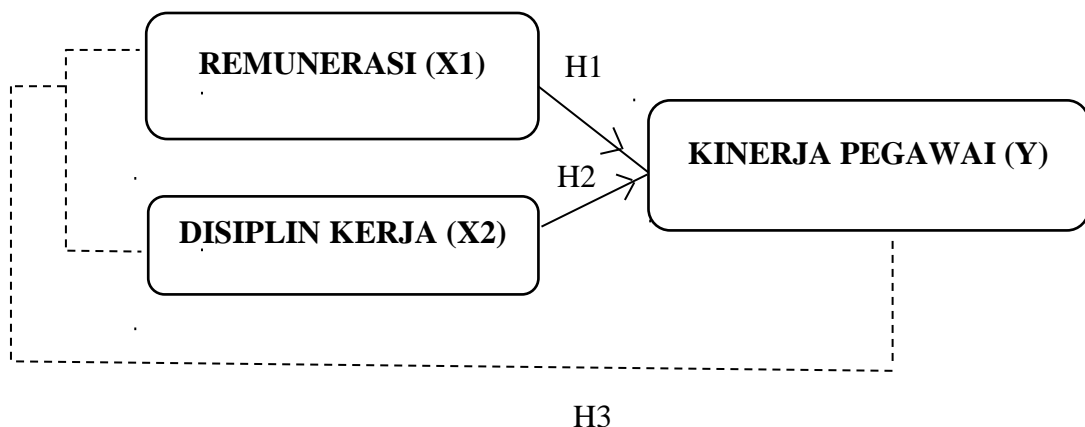 REMUNERASI (X1)
H1
KINERJA PEGAWAI (Y)
H2
DISIPLIN KERJA (X2)
H3